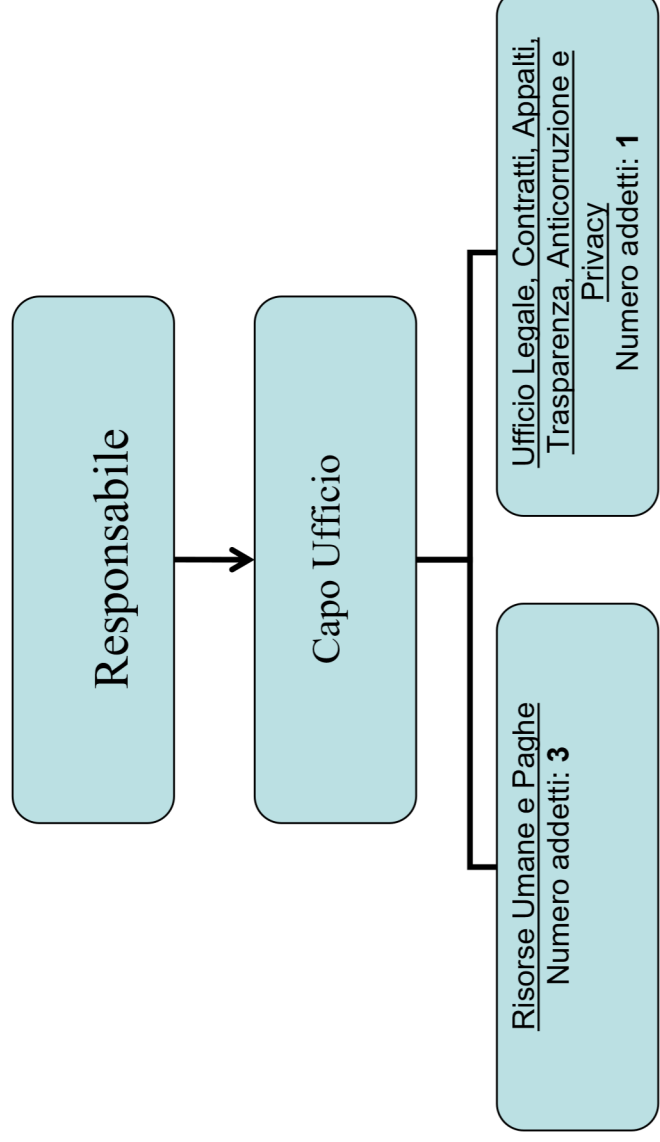 Responsabile
Capo Ufficio
Risorse Umane e Paghe
Numero addetti: 3
Ufficio Legale, Contratti, Appalti,
Trasparenza, Anticorruzione e
Privacy
Numero addetti: 1